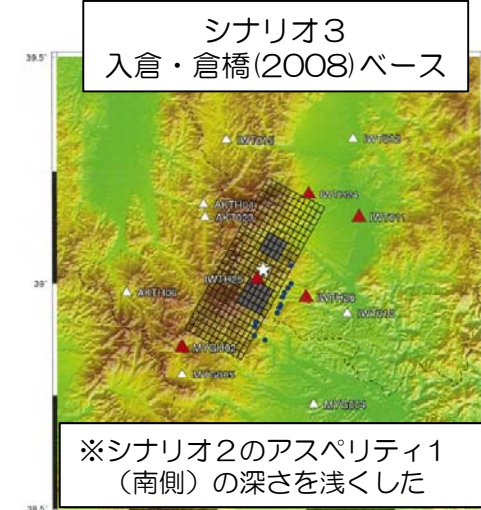 シナリオ3
入倉・倉橋(2008)ベース
39.5°
IWT015
IWT012
IWTH24
AKTH04
AKT023
IWT011
39°
IWTH25
AKTH06
IWTH26
IWT010
MYGH02
MYG005
MYG004
※シナリオ2のアスペリティ1
（南側）の深さを浅くした
38.5°